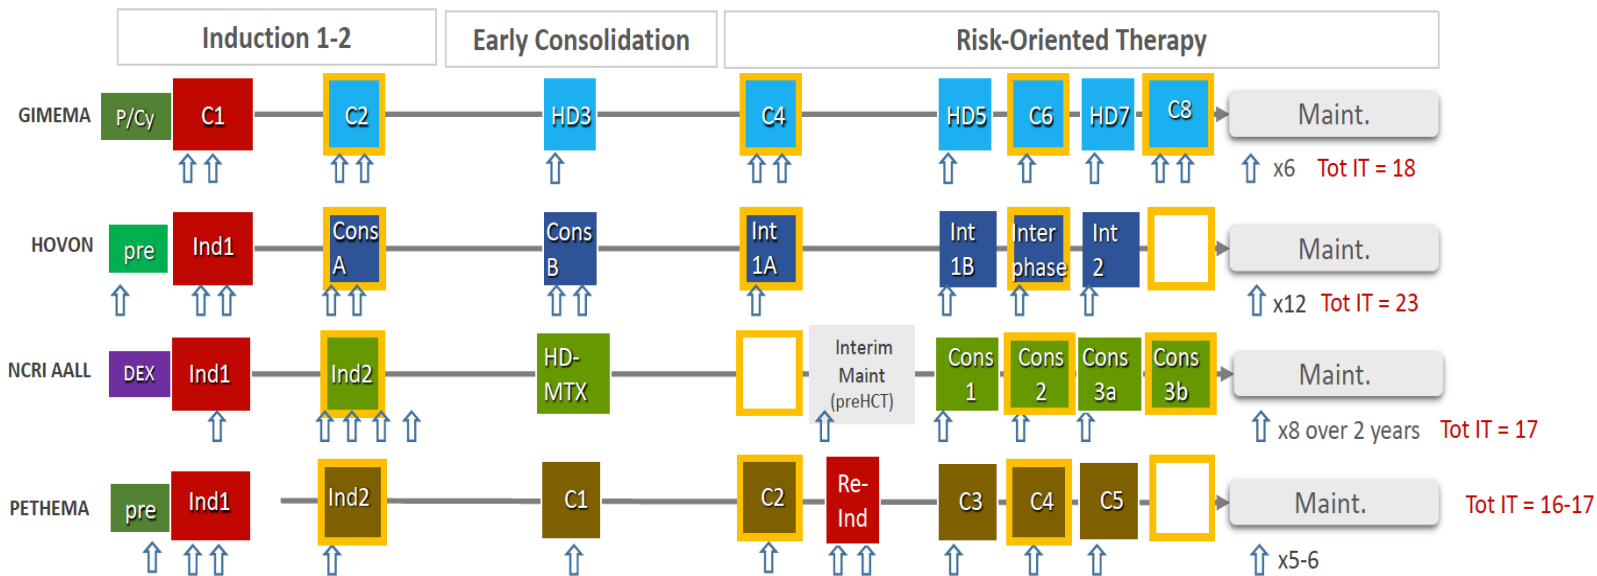 Induction 1-2
Early Consolidation
Risk-Oriented Therapy
GIMEMA
P/Cy
C1
C2
HD3
C4
HD5
C6
HD7
C8
Maint.
x6
Tot IT = 18
HOVON
pre
Ind1
Cons
A
Cons
B
Int
1A
Int
1B
Inter
phase
Int
2
Maint.
x12
Tot IT = 23
NCRI AALL
DEX
Ind1
Ind2
HD-
MTX
Interim
Maint
(preHCT)
Cons
1
Cons
2
Cons
3a
Cons
3b
Maint.
x8 over 2 years
Tot IT = 17
PETHEMA
pre
Ind1
Ind2
C1
C2
Re-
Ind
C3
C4
C5
Maint.
Tot IT = 16-17
x5-6